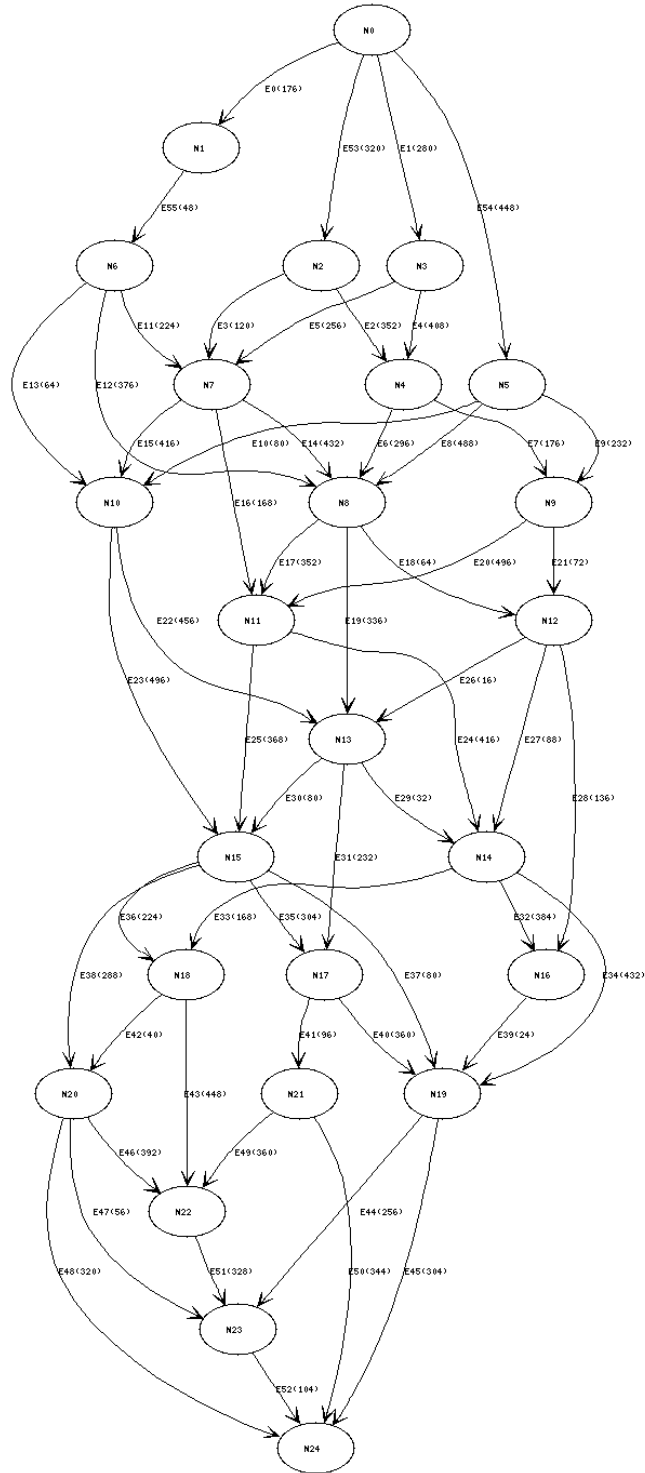 N0
E0(176)
N1
E53(320)
E1(280)
E54(448)
E55(48)
N6
N2
N3
E11(224)
E3(120)
E5(256)
E2(352)
E4(408)
E13(64)
E12(376)
N7
N4
N5
E15(416)
E10(80)
E14(432)
E6(296)
E8(488)
E7(176)
E9(232)
N10
E16(168)
N8
N9
E17(352)
E18(64)
E20(496)
E21(72)
E22(456)
N11
E19(336)
N12
E23(496)
E26(16)
E25(368)
N13
E24(416)
E27(88)
E30(80)
E29(32)
E28(136)
N15
E31(232)
N14
E36(224)
E33(168)
E35(304)
E32(384)
E38(288)
N18
N17
E37(80)
N16
E34(432)
E42(40)
E41(96)
E40(360)
E39(24)
N20
E43(448)
N21
N19
E46(392)
E49(360)
E47(56)
N22
E44(256)
E48(320)
E51(328)
E50(344)
E45(304)
N23
E52(104)
N24